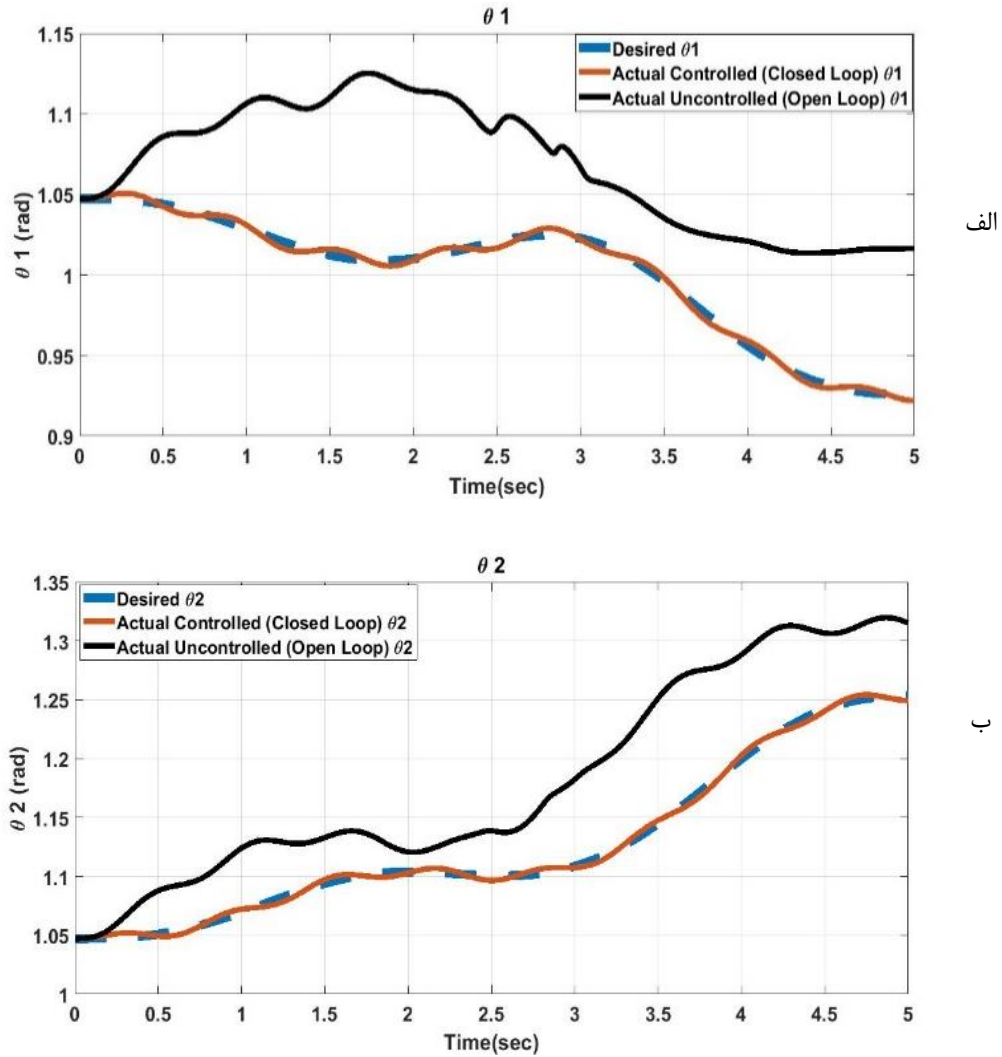 θ 1
1.15
1.1
1.05
1
0.95
0.9
θ 1 (rad)
Desired θ1
Actual Controlled (Closed Loop) θ1
Actual Uncontrolled (Open Loop) θ1
0 0.5 1 1.5 2 2.5 3 3.5 4 4.5 5
Time(sec)
الف
θ 2
1.35
1.3
1.25
1.2
1.15
1.1
1.05
1
θ 2 (rad)
Desired θ2
Actual Controlled (Closed Loop) θ2
Actual Uncontrolled (Open Loop) θ2
0 0.5 1 1.5 2 2.5 3 3.5 4 4.5 5
Time(sec)
ب